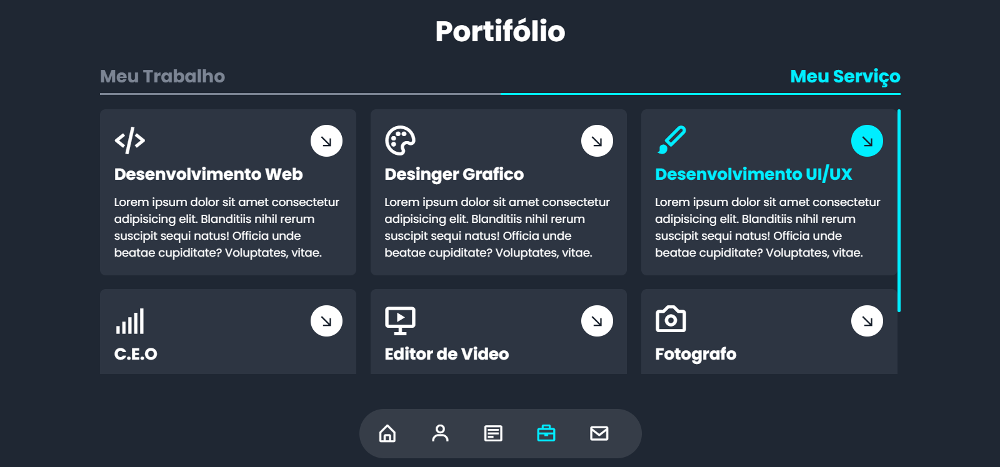 Portifólio
Meu Trabalho
Meu Serviço
Desenvolvimento Web
Lorem ipsum dolor sit amet consectetur
adipisicing elit. Blanditiis nihil rerum
suscipit sequi natus! Officia unde
beatae cupiditate? Voluptates, vitae.
Desinger Grafico
Lorem ipsum dolor sit amet consectetur
adipisicing elit. Blanditiis nihil rerum
suscipit sequi natus! Officia unde
beatae cupiditate? Voluptates, vitae.
Desenvolvimento UI/UX
Lorem ipsum dolor sit amet consectetur
adipisicing elit. Blanditiis nihil rerum
suscipit sequi natus! Officia unde
beatae cupiditate? Voluptates, vitae.
C.E.O
Editor de Video
Fotografo